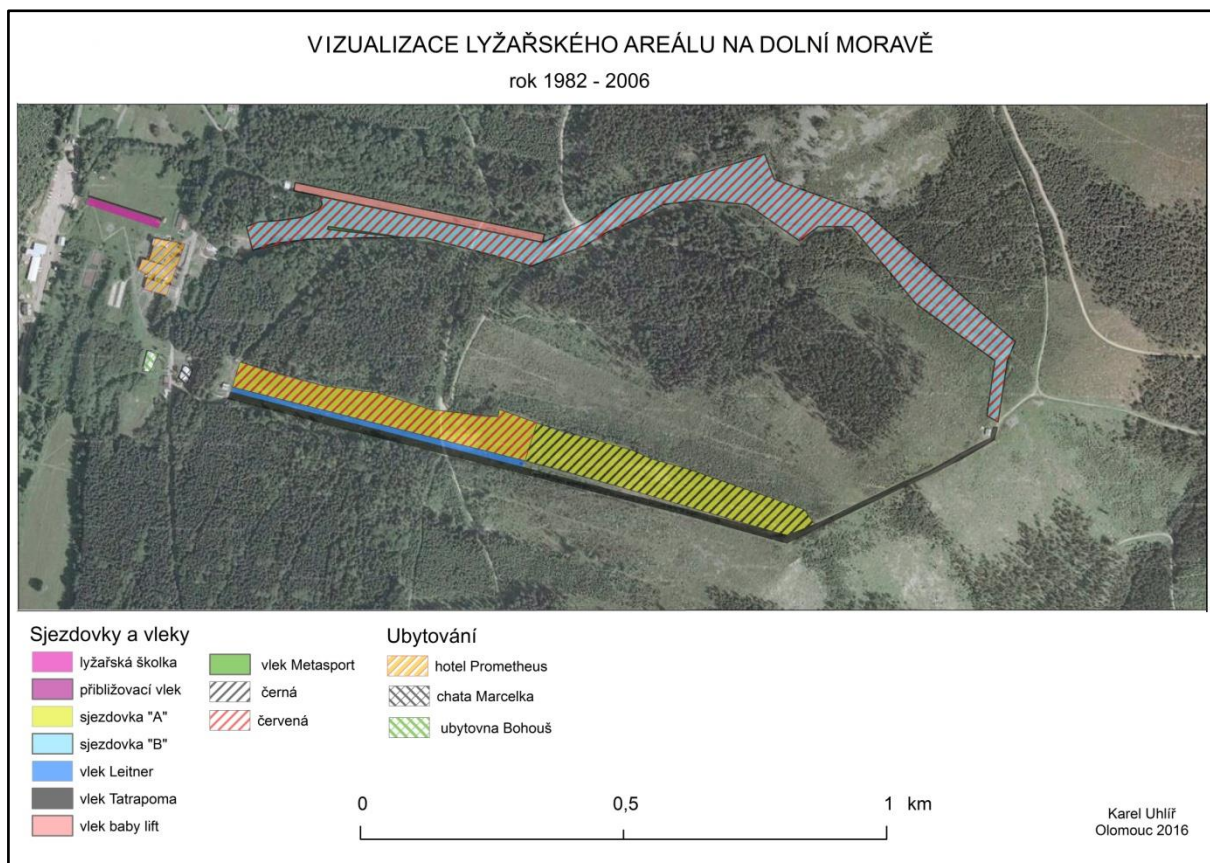 VIZUALIZACE LYŽAŘSKÉHO AREÁLU NA DOLNÍ MORAVĚ
rok 1982 - 2006
Sjezdovky a vleky
lyžařská školka
přibližovací vlek
sjezdovka "A"
sjezdovka "B"
vlek Leitner
vlek Tatrapoma
vlek baby lift
vlek Metasport
černá
červená
Ubytování
hotel Prometheus
chata Marcelka
ubytovna Bohouš
0 0,5 1 km
Karel Uhlíř
Olomouc 2016